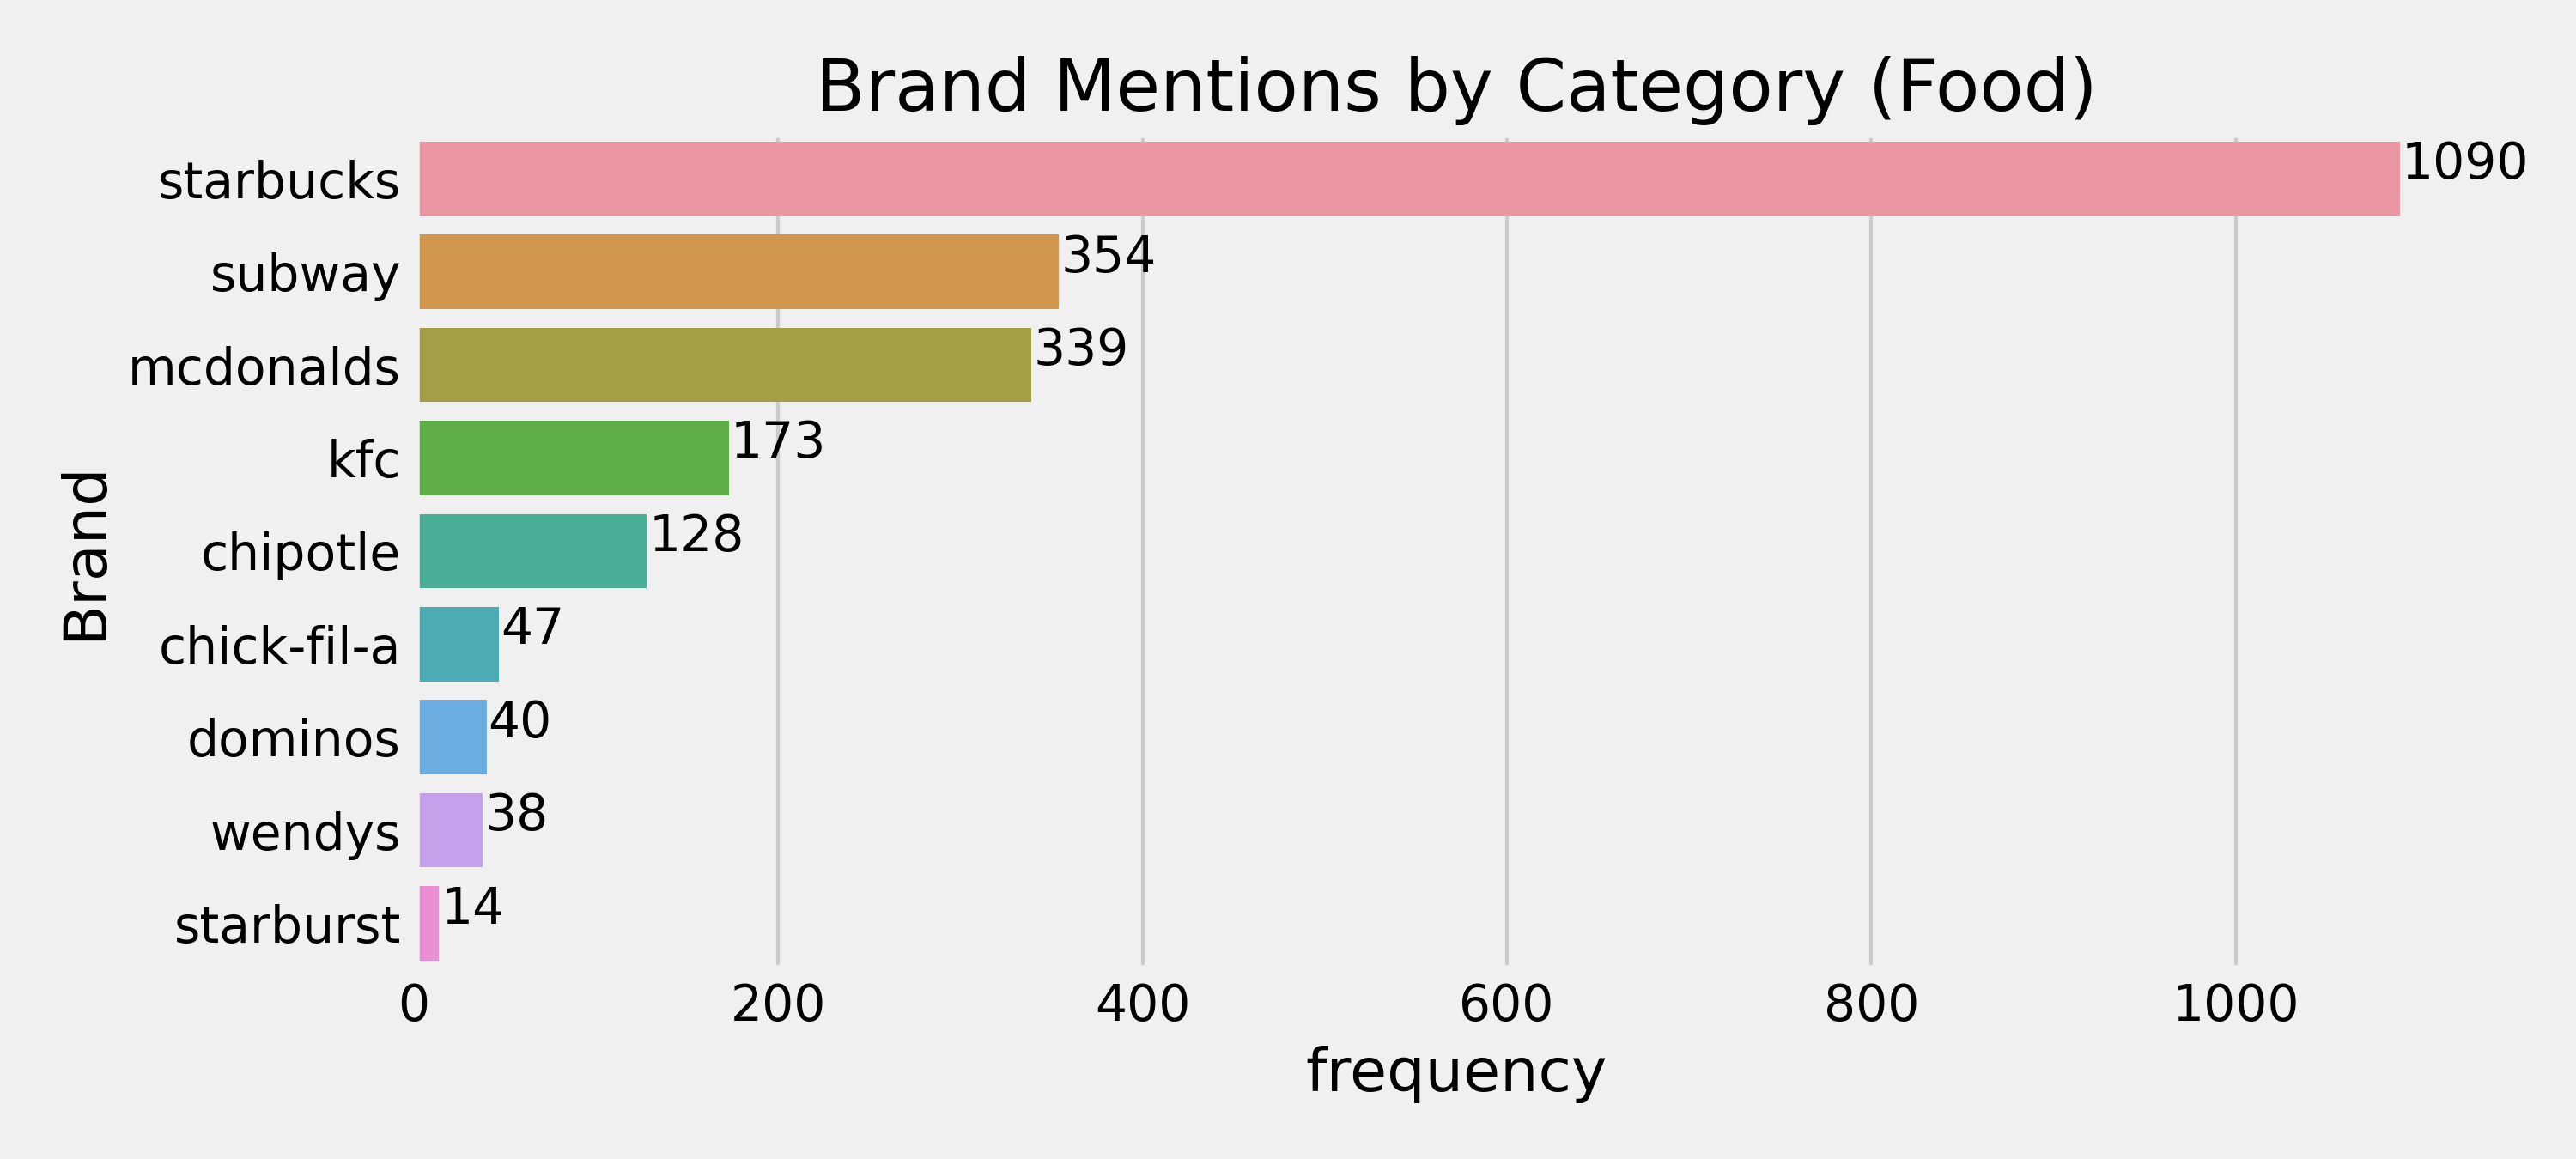 Brand Mentions by Category (Food)
starbucks 1090
subway 354
mcdonalds 339
kfc 173
chipotle 128
chick-fil-a 47
dominos 40
wendys 38
starburst 14
Brand
0 200 400 600 800 1000
frequency